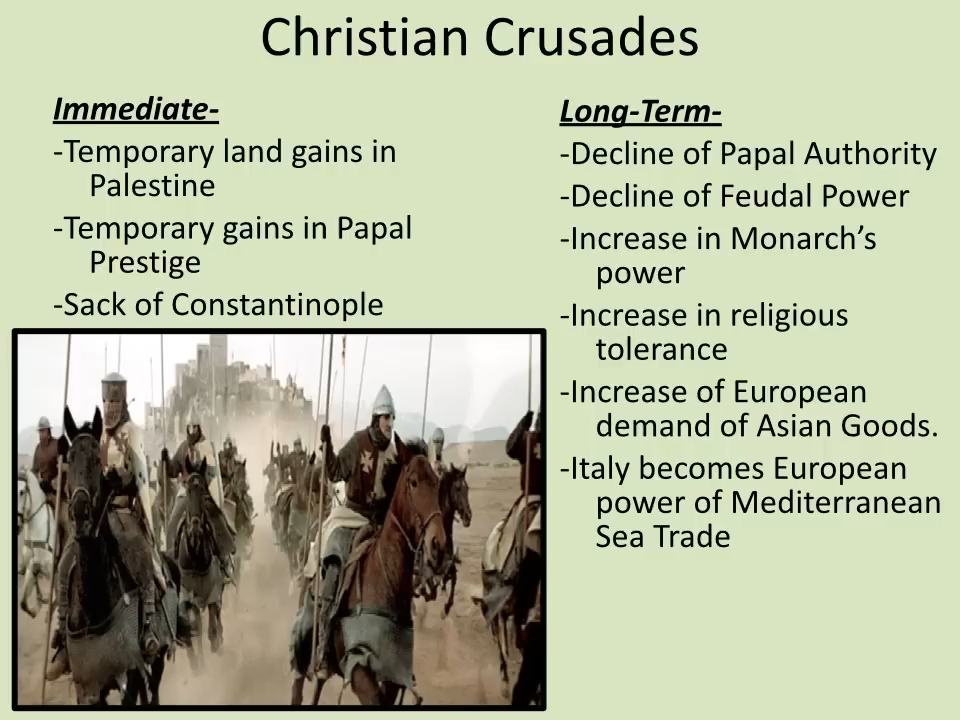 Christian Crusades
Immediate-
-Temporary land gains in
Palestine
-Temporary gains in Papal
Prestige
-Sack of Constantinople
Long-Term-
-Decline of Papal Authority
-Decline of Feudal Power
-Increase in Monarch’s
power
-Increase in religious
tolerance
-Increase of European
demand of Asian Goods.
-Italy becomes European
power of Mediterranean
Sea Trade